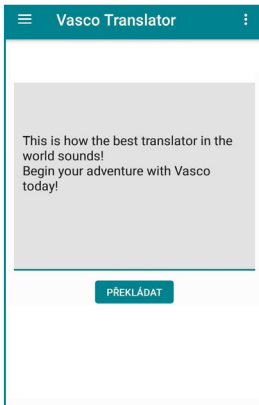 Vasco Translator
This is how the best translator in the
world sounds!
Begin your adventure with Vasco
today!
PŘEKLÁDAT